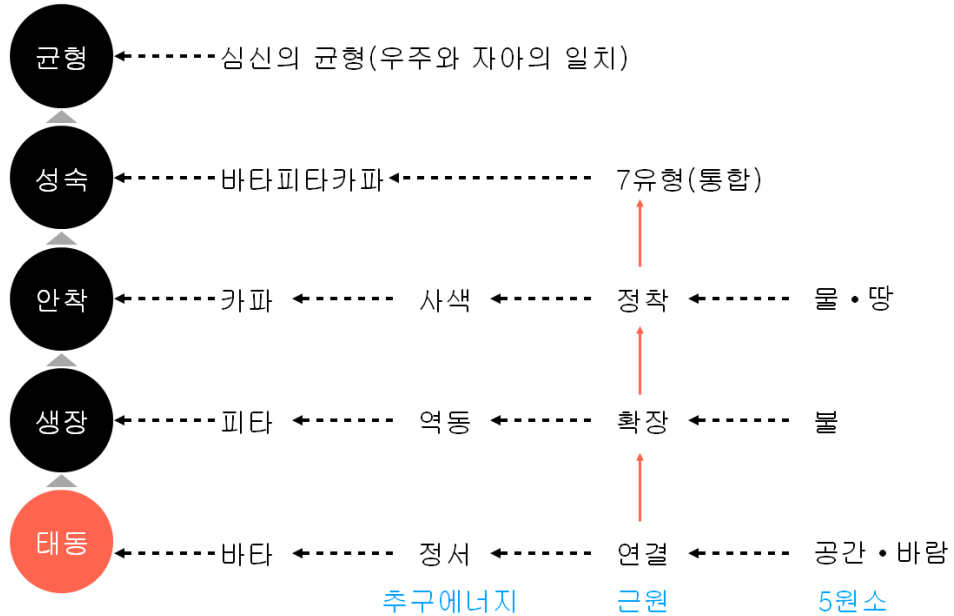 균형 심신의 균형(우주와 자아의 일치)
성숙 바타피타카파 7유형(통합)
안착 카파 사색 정착 물•땅
생장 피타 역동 확장 불
태동 바타 정서 연결 공간•바람
추구에너지 근원 5원소